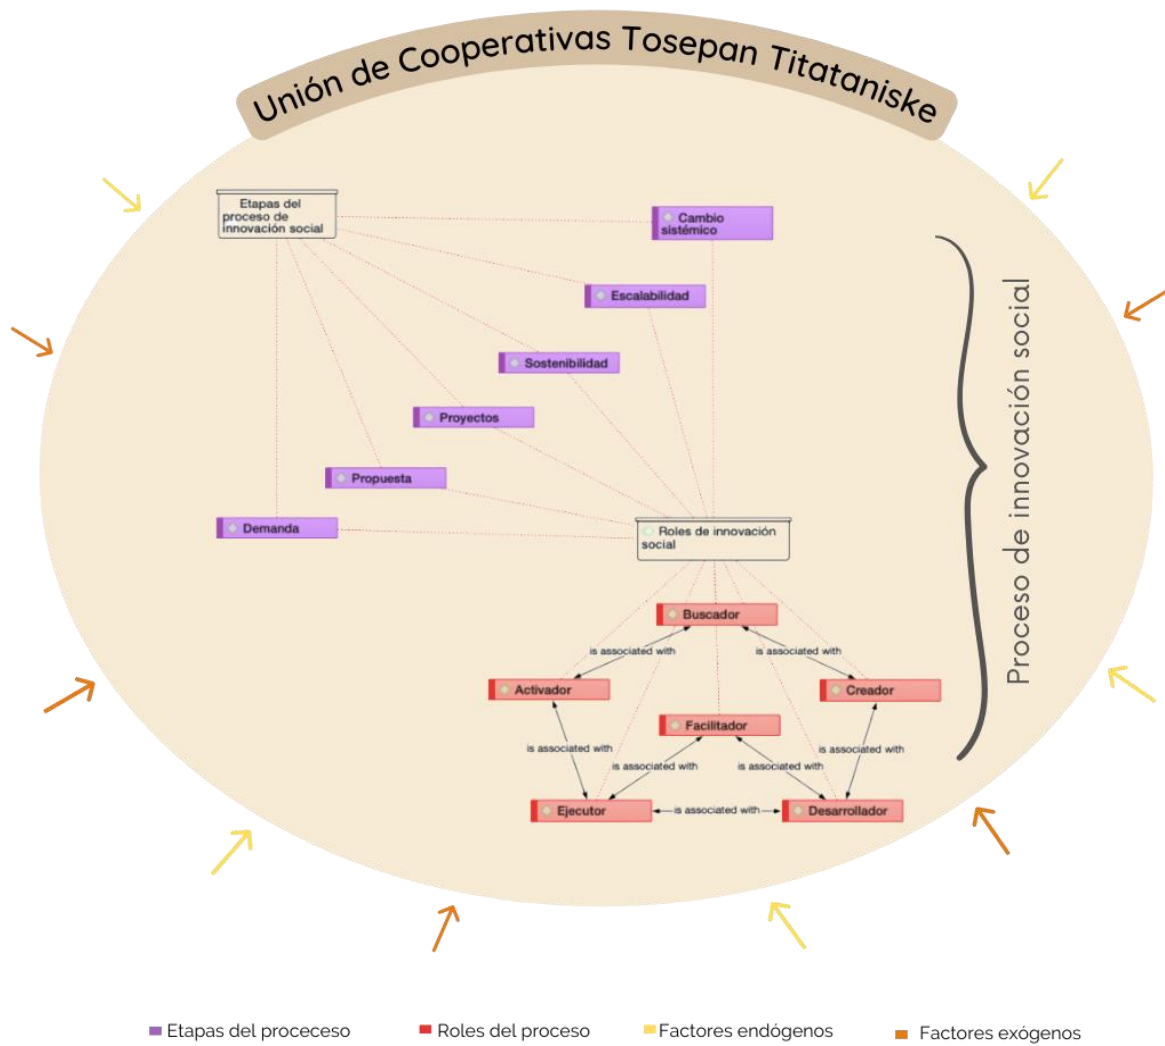 Unión de Cooperativas Tosepan Titataniske
Etapas del
proceso de
innovación social
Cambio
sistémico
Escalabilidad
Sostenibilidad
Proyectos
Propuesta
Demanda
Roles de innovación
social
Proceso de innovación social
Buscador
is associated with
is associated with
Activador
Creador
Facilitador
is associated with
is associated with
is associated with
is associated with
Ejecutor
is associated with
Desarrollador
Etapas del proceceso
Roles del proceso
Factores endógenos
Factores exógenos